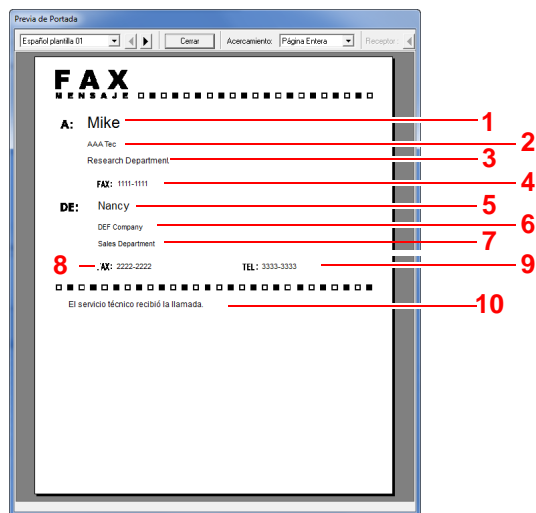 Previa de Portada
Español plantilla 01 Cerrar Acercamiento: Página Entera Receptor:
FAX
MENSAJE
A: Mike 1
AAA Tec 2
Research Department 3
FAX: 1111-1111 4
DE: Nancy 5
DEF Company 6
Sales Department 7
8 AX: 2222-2222 TEL: 3333-3333 9
El servicio técnico recibió la llamada. 10